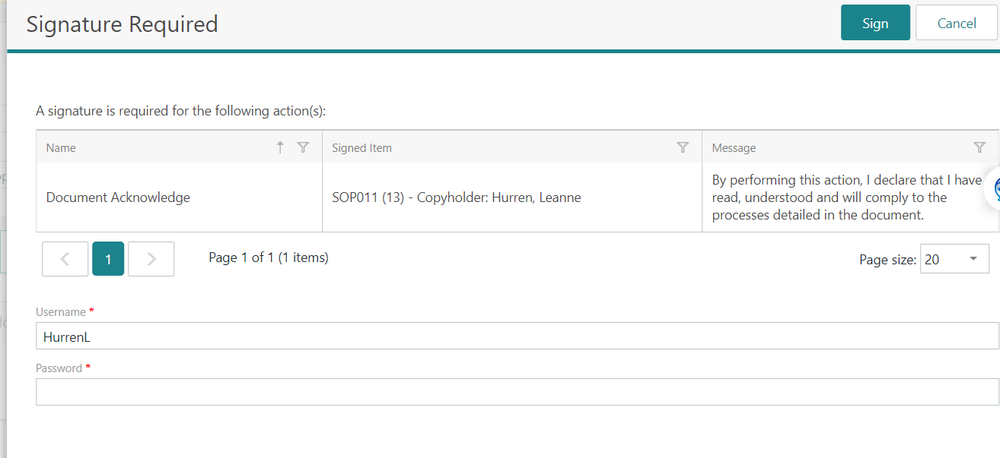 Signature Required
Sign
Cancel
A signature is required for the following action(s):
Name
Signed Item
Message
Document Acknowledge
SOP011 (13) - Copyholder: Hurren, Leanne
By performing this action, I declare that I have
read, understood and will comply to the
processes detailed in the document.
1
Page 1 of 1 (1 items)
Page size:
20
Username *
HurrenL
Password *